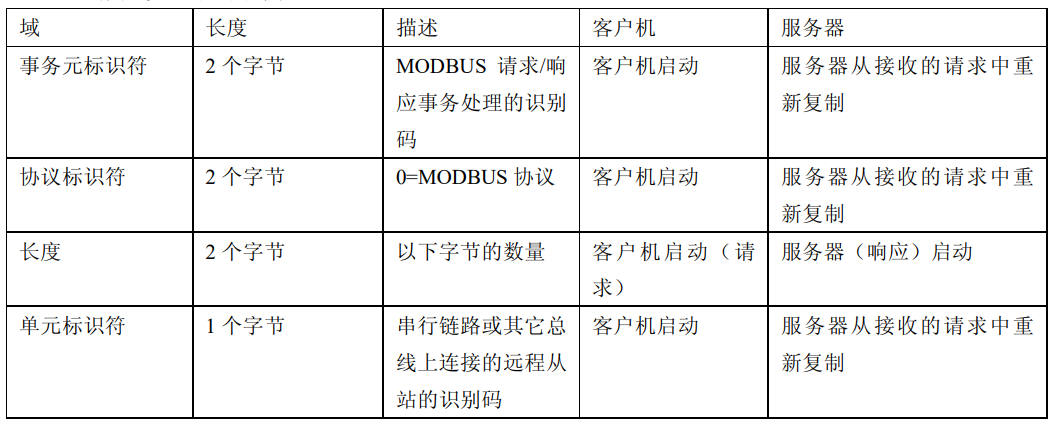 域
长度
描述
客户机
服务器
事务元标识符
2 个字节
MODBUS 请求/响
应事务处理的识别
码
客户机启动
服务器从接收的请求中重
新复制
协议标识符
2 个字节
0=MODBUS 协议
客户机启动
服务器从接收的请求中重
新复制
长度
2 个字节
以下字节的数量
客户机启动（请
求）
服务器（响应）启动
单元标识符
1 个字节
串行链路或其它总
线上连接的远程从
站的识别码
客户机启动
服务器从接收的请求中重
新复制